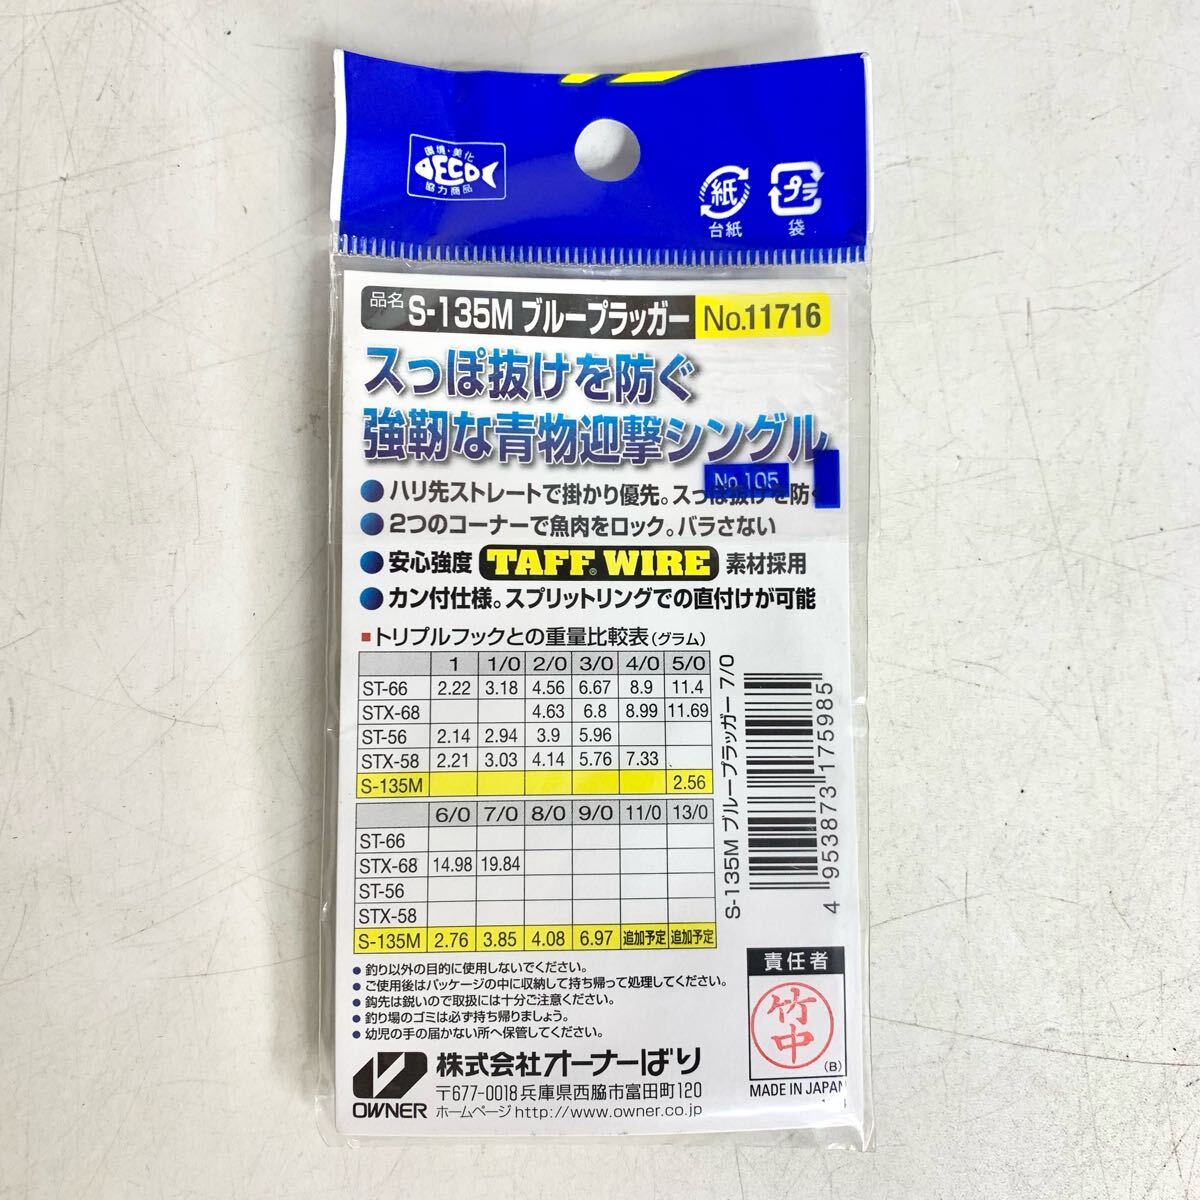 環境・美化
ECO
協力商品
紙
台紙
プラ
袋
品名 S-135M ブループラッガー No.11716
スっぽ抜けを防ぐ
強靭な青物迎撃シングル
No.105
●ハリ先ストレートで掛かり優先。スっぽ抜けを防ぐ
●2つのコーナーで魚肉をロック。バラさない
●安心強度 TAFF WIRE® 素材採用
●カン付仕様。スプリットリングでの直付けが可能
■トリプルフックとの重量比較表(グラム)
1 1/0 2/0 3/0 4/0 5/0
ST-66 2.22 3.18 4.56 6.67 8.9 11.4
STX-68 4.63 6.8 8.99 11.69
ST-56 2.14 2.94 3.9 5.96
STX-58 2.21 3.03 4.14 5.76 7.33
S-135M 2.56
6/0 7/0 8/0 9/0 11/0 13/0
ST-66
STX-68 14.98 19.84
ST-56
STX-58
S-135M 2.76 3.85 4.08 6.97 追加予定 追加予定
S-135M ブループラッガー 7/0
4 953873 175985
●釣り以外の目的に使用しないでください。
●ご使用後はパッケージの中に収納して持ち帰って処理してください。
●鈎先は鋭いので取扱には十分ご注意ください。
●釣り場のゴミは必ず持ち帰りましょう。
●幼児の手の届かない所へ保管してください。
責任者
竹中
(B)
MADE IN JAPAN
OWNER
株式会社オーナーばり
〒677-0018 兵庫県西脇市富田町120
ホームページ http://www.owner.co.jp